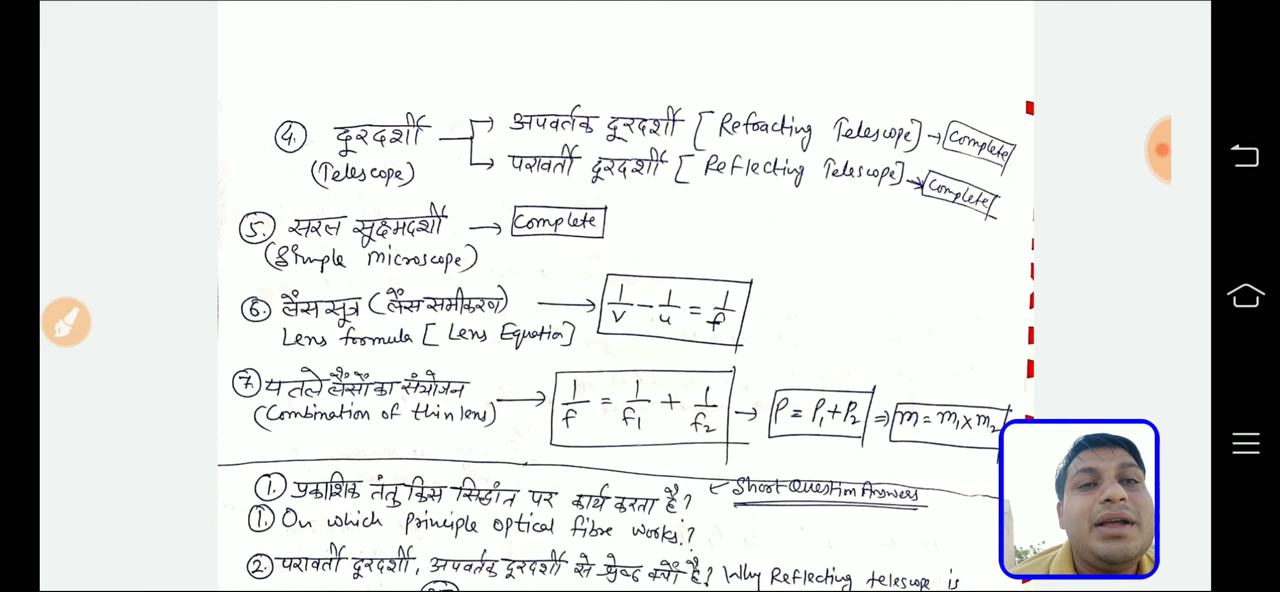 ④ दूरदर्शी → अपवर्तक दूरदर्शी [Refracting Telescope] → Complete
(Telescope) → परावर्ती दूरदर्शी [Reflecting Telescope] → Complete
⑤. सरल सूक्ष्मदर्शी → Complete
(Simple microscope)
⑥. लैंस सूत्र (लैंस समीकरण) → 1/v - 1/u = 1/f
Lens formula [Lens Equation]
⑦. पतले लैंसों का संयोजन → 1/f = 1/f₁ + 1/f₂ → P = P₁ + P₂ ⇒ m = m₁ x m₂
(Combination of thin lens)
①. प्रकाशिक तंतु किस सिद्धांत पर कार्य करता है? ← Short Question Answers
①. On which principle optical fibre works?
②. परावर्ती दूरदर्शी, अपवर्तक दूरदर्शी से श्रेष्ठ क्यों है? Why Reflecting telescope is